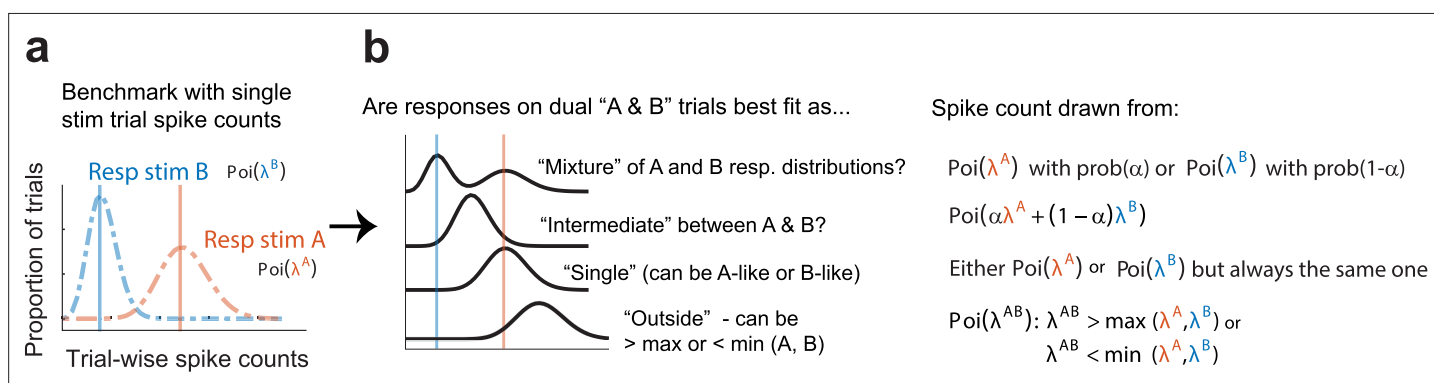 a
Benchmark with single
stim trial spike counts
Resp stim B Poi(λᴮ)
Resp stim A
Poi(λᴬ)
Proportion of trials
Trial-wise spike counts
b
Are responses on dual “A & B” trials best fit as...
“Mixture” of A and B resp. distributions?
“Intermediate” between A & B?
“Single” (can be A-like or B-like)
“Outside” - can be
> max or < min (A, B)
Spike count drawn from:
Poi(λᴬ) with prob(α) or Poi(λᴮ) with prob(1-α)
Poi(αλᴬ + (1 − α)λᴮ)
Either Poi(λᴬ) or Poi(λᴮ) but always the same one
Poi(λᴬᴮ): λᴬᴮ > max (λᴬ,λᴮ) or
λᴬᴮ < min (λᴬ,λᴮ)